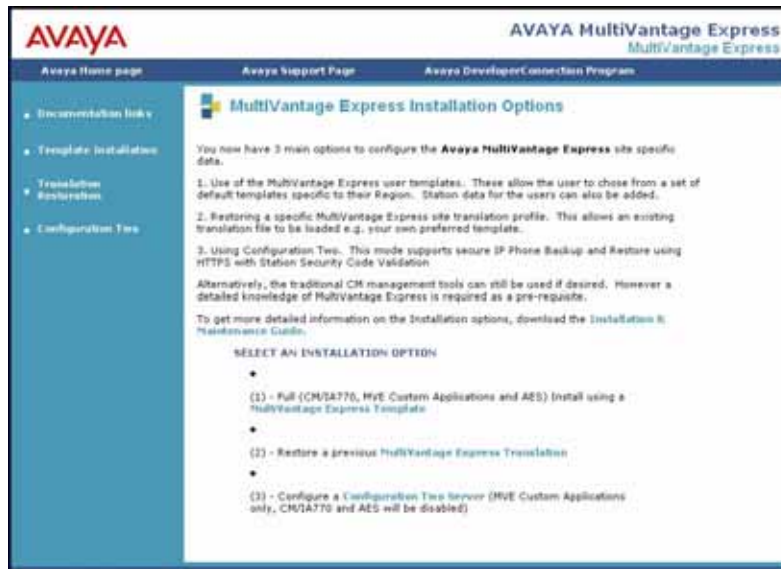 AVAYA
AVAYA MultiVantage Express
MultiVantage Express
Avaya Home page
Avaya Support Page
Avaya DeveloperConnection Program
Documentation links
Template Installation
Translation
Restoration
Configuration Two
MultiVantage Express Installation Options
You now have 3 main options to configure the Avaya MultiVantage Express site specific
data.
1. Use of the MultiVantage Express user templates. These allow the user to chose from a set of
default templates specific to their Region. Station data for the users can also be added.
2. Restoring a specific MultiVantage Express site translation profile. This allows an existing
translation file to be loaded e.g. your own preferred template.
3. Using Configuration Two. This mode supports secure IP Phone Backup and Restore using
HTTPS with Station Security Code Validation
Alternatively, the traditional CM management tools can still be used if desired. However a
detailed knowledge of MultiVantage Express is required as a pre-requisite.
To get more detailed information on the Installation options, download the Installation &
Maintenance Guide.
SELECT AN INSTALLATION OPTION
(1) - Full (CM/IA770, MVE Custom Applications and AES) Install using a
MultiVantage Express Template
(2) - Restore a previous MultiVantage Express Translation
(3) - Configure a Configuration Two Server (MVE Custom Applications
only, CM/IA770 and AES will be disabled)